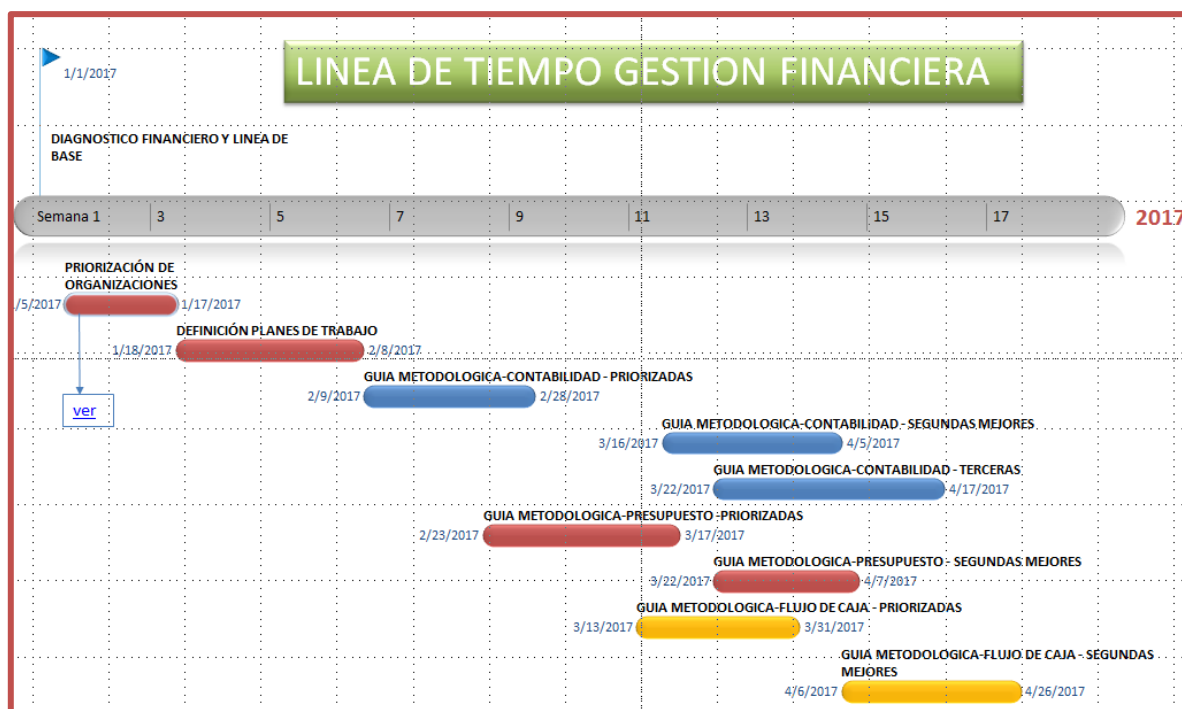 LINEA DE TIEMPO GESTION FINANCIERA
1/1/2017
DIAGNOSTICO FINANCIERO Y LINEA DE
BASE
Semana 1 3 5 7 9 11 13 15 17 2017
PRIORIZACIÓN DE
ORGANIZACIONES
/5/2017 1/17/2017
DEFINICIÓN PLANES DE TRABAJO
1/18/2017 2/8/2017
GUIA METODOLOGICA-CONTABILIDAD - PRIORIZADAS
2/9/2017 2/28/2017
ver
GUIA METODOLOGICA-CONTABILIDAD - SEGUNDAS MEJORES
3/16/2017 4/5/2017
GUIA METODOLOGICA-CONTABILIDAD - TERCERAS
3/22/2017 4/17/2017
GUIA METODOLOGICA-PRESUPUESTO -PRIORIZADAS
2/23/2017 3/17/2017
GUIA METODOLOGICA-PRESUPUESTO - SEGUNDAS MEJORES
3/22/2017 4/7/2017
GUIA METODOLOGICA-FLUJO DE CAJA - PRIORIZADAS
3/13/2017 3/31/2017
GUIA METODOLOGICA-FLUJO DE CAJA - SEGUNDAS
MEJORES
4/6/2017 4/26/2017